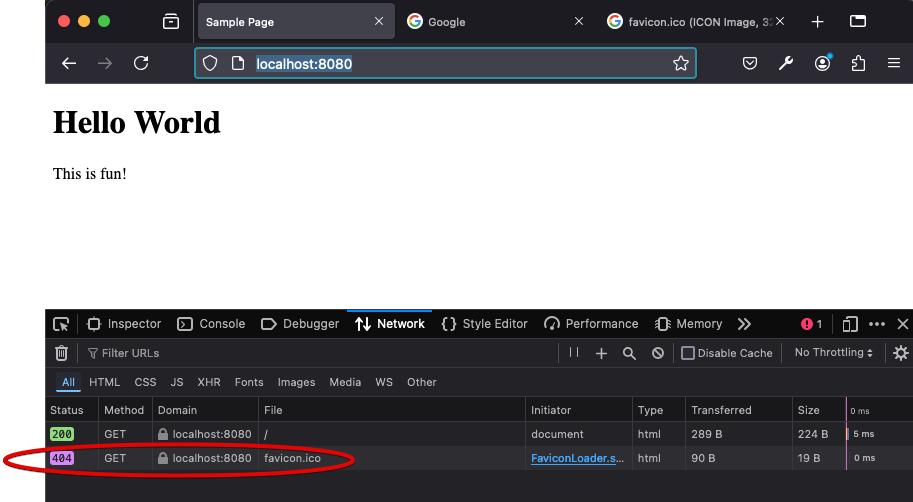 Sample Page
Google
favicon.ico (ICON Image, 32
localhost:8080
Hello World
This is fun!
Inspector
Console
Debugger
Network
Style Editor
Performance
Memory
1
Filter URLs
Disable Cache
No Throttling
All HTML CSS JS XHR Fonts Images Media WS Other
Status Method Domain File Initiator Type Transferred Size 0 ms
200 GET localhost:8080 / document html 289 B 224 B 5 ms
404 GET localhost:8080 favicon.ico FaviconLoader.s... html 90 B 19 B 0 ms